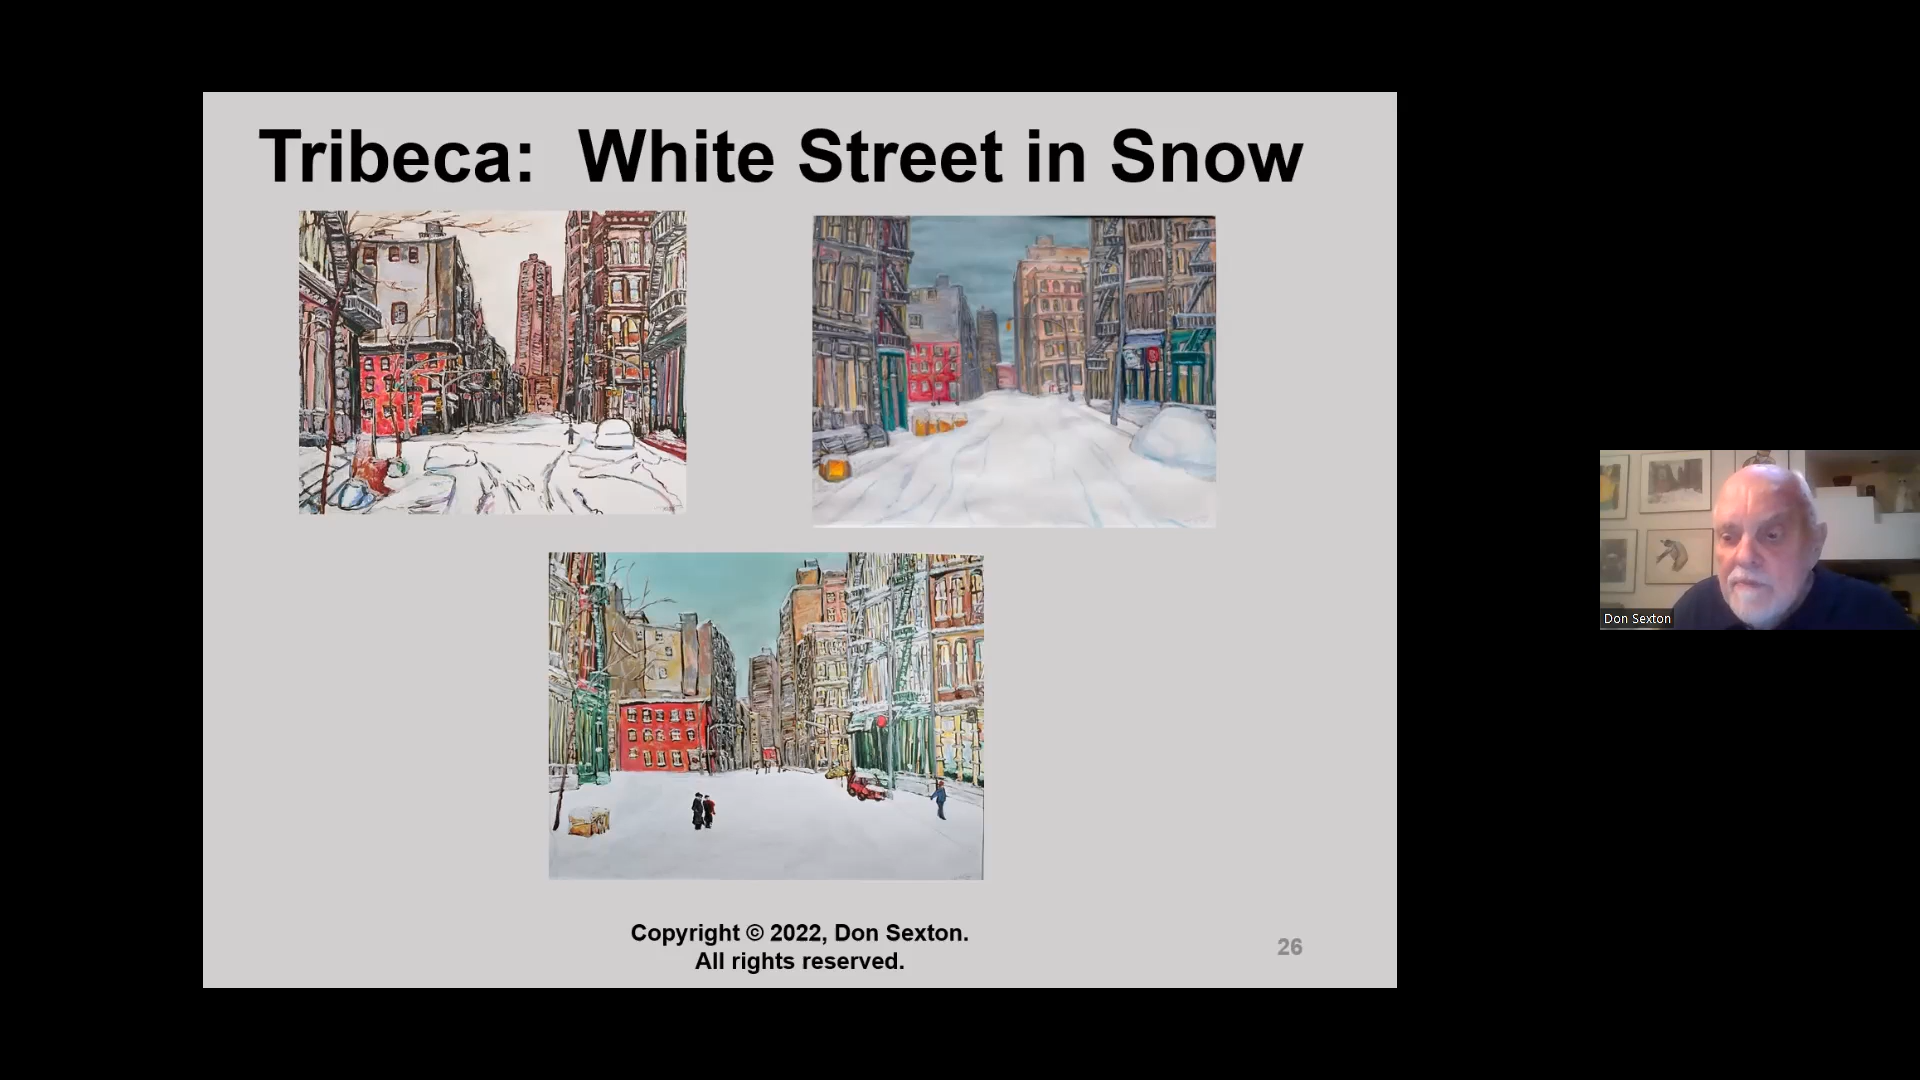 Tribeca:  White Street in Snow
Copyright © 2022, Don Sexton.
All rights reserved.
26
Don Sexton